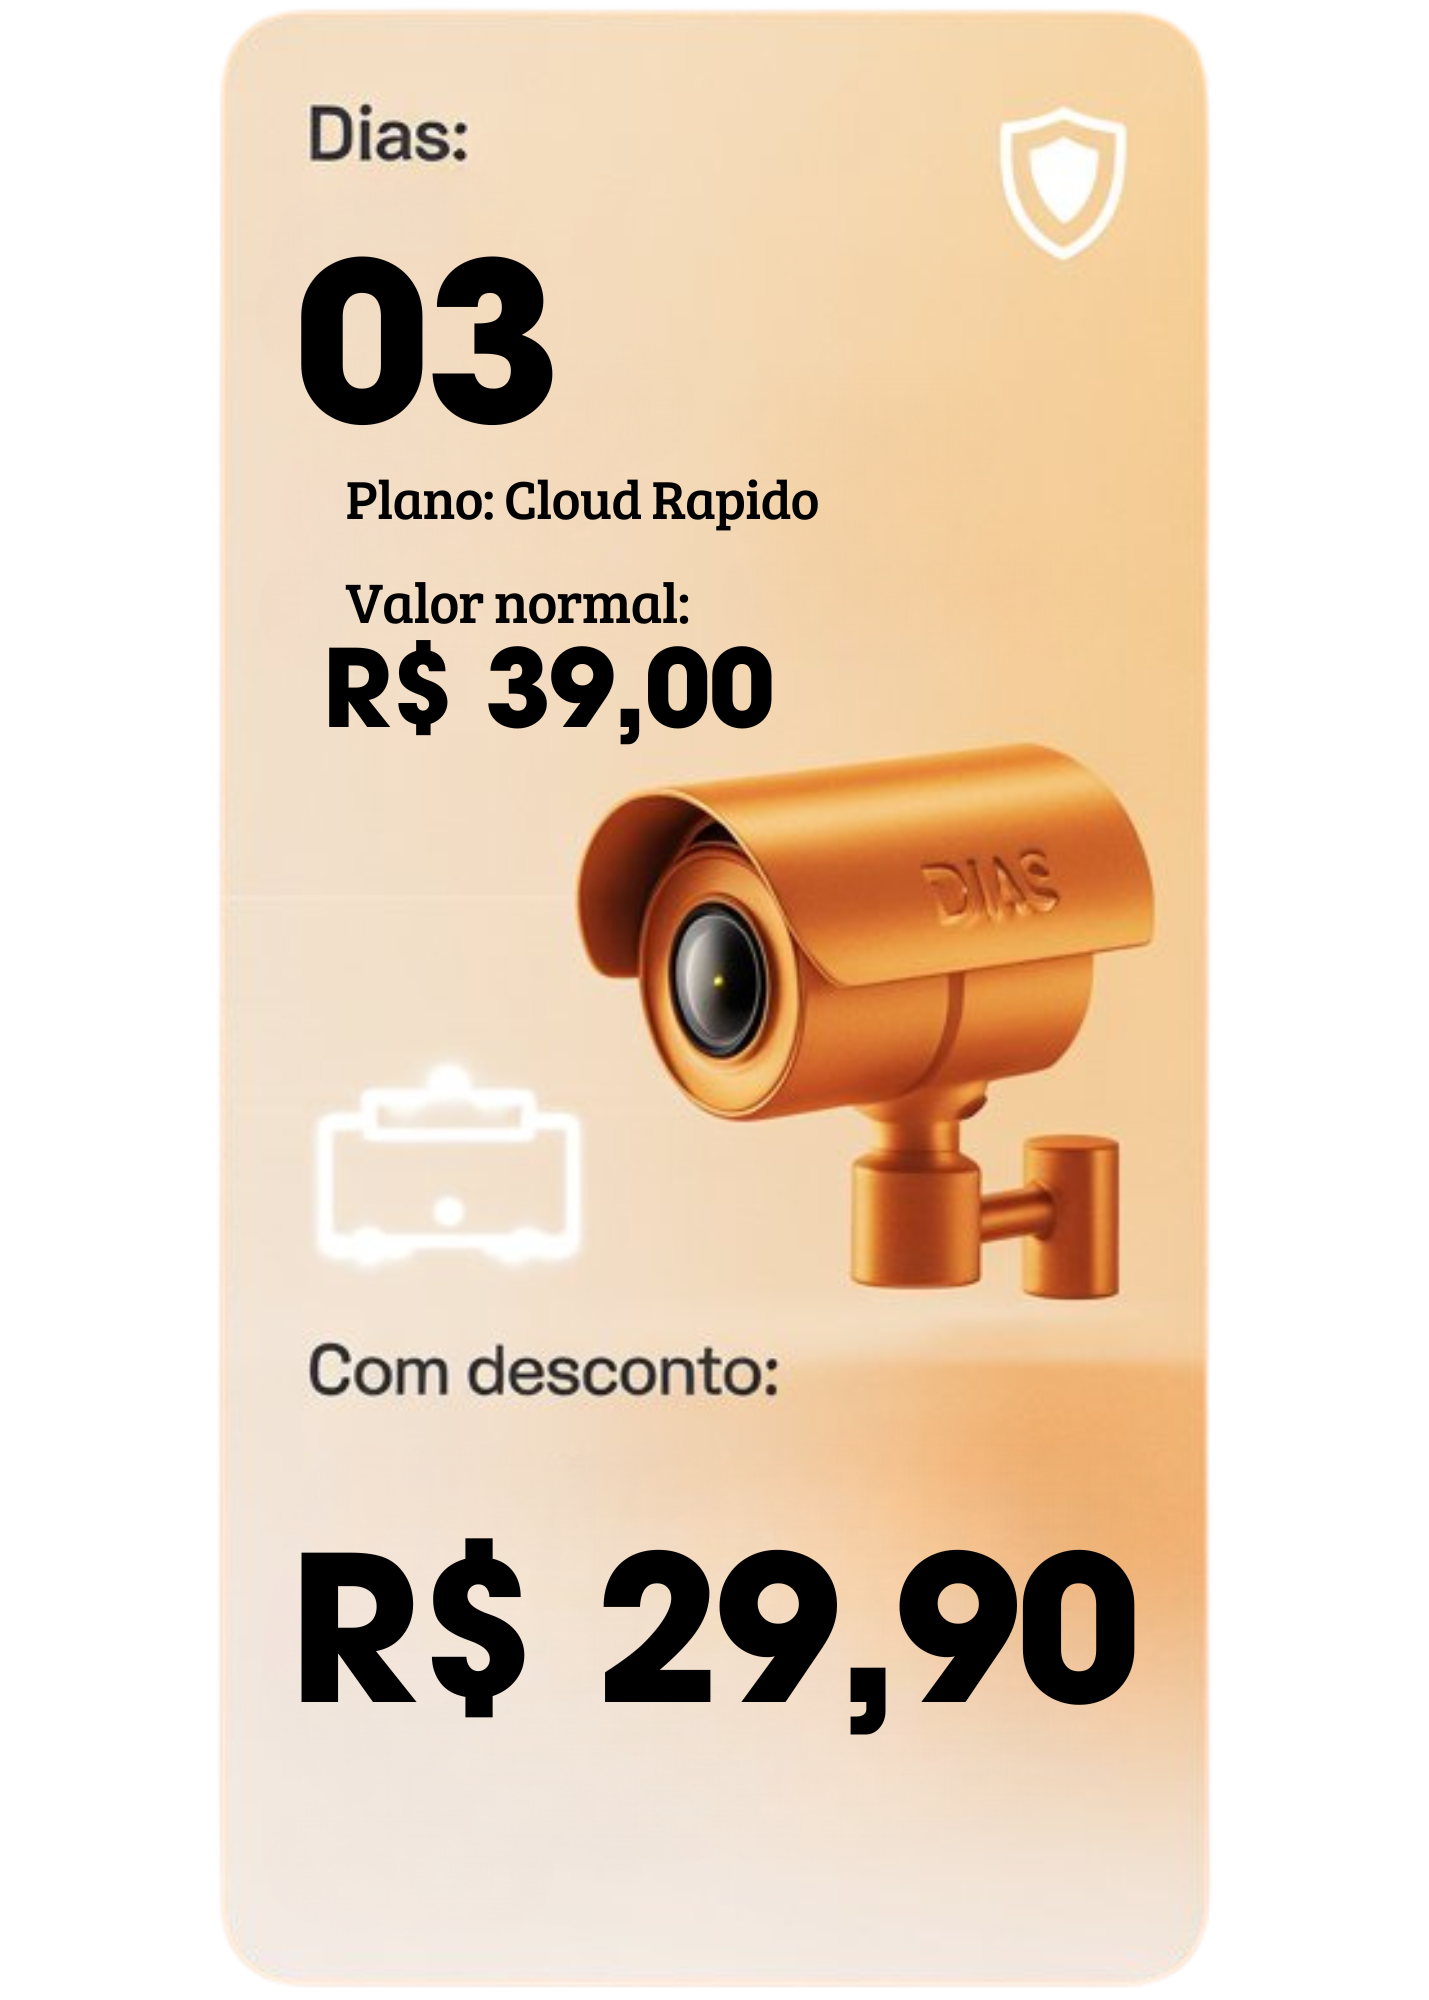 Dias:
03
Plano: Cloud Rapido
Valor normal:
R$ 39,00
DIAS
Com desconto:
R$ 29,90